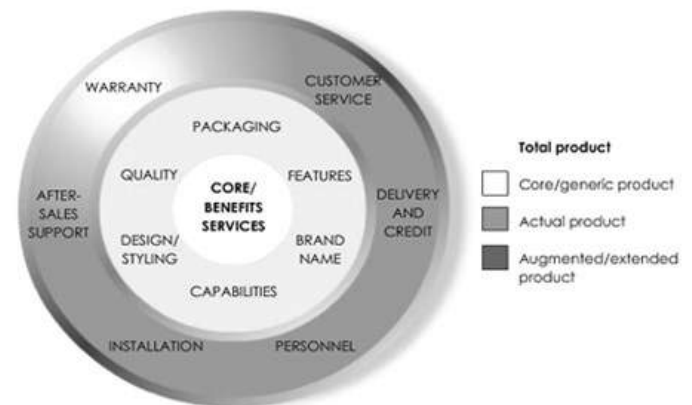 WARRANTY
CUSTOMER
SERVICE
PACKAGING
QUALITY
FEATURES
CORE/
BENEFITS
SERVICES
AFTER-
SALES
SUPPORT
DELIVERY
AND
CREDIT
DESIGN/
STYLING
BRAND
NAME
CAPABILITIES
INSTALLATION
PERSONNEL
Total product
Core/generic product
Actual product
Augmented/extended
product